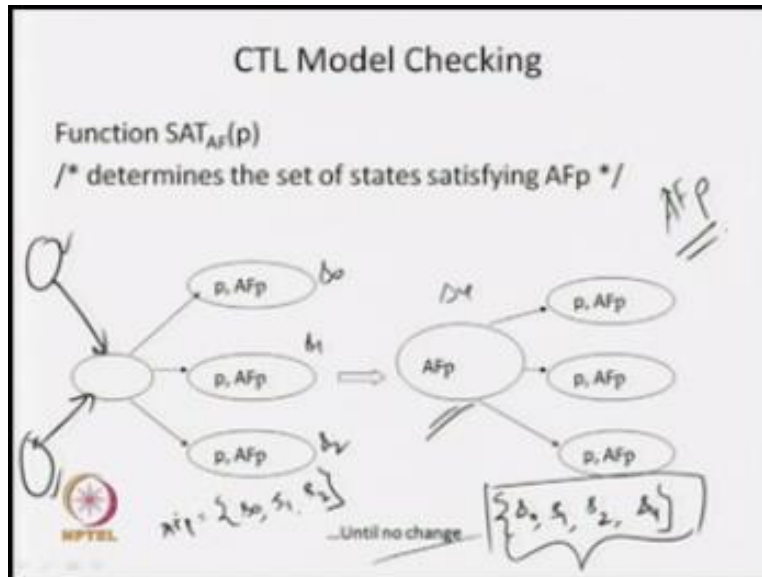 CTL Model Checking
Function SAT_AF(p)
/* determines the set of states satisfying AFp */
AFp
p, AFp S0
p, AFp S1
p, AFp S2
S4
AFp
p, AFp
p, AFp
p, AFp
NPTEL
AFp = {S0, S1, S2}
...Until no change
{S0, S1, S2, S4}